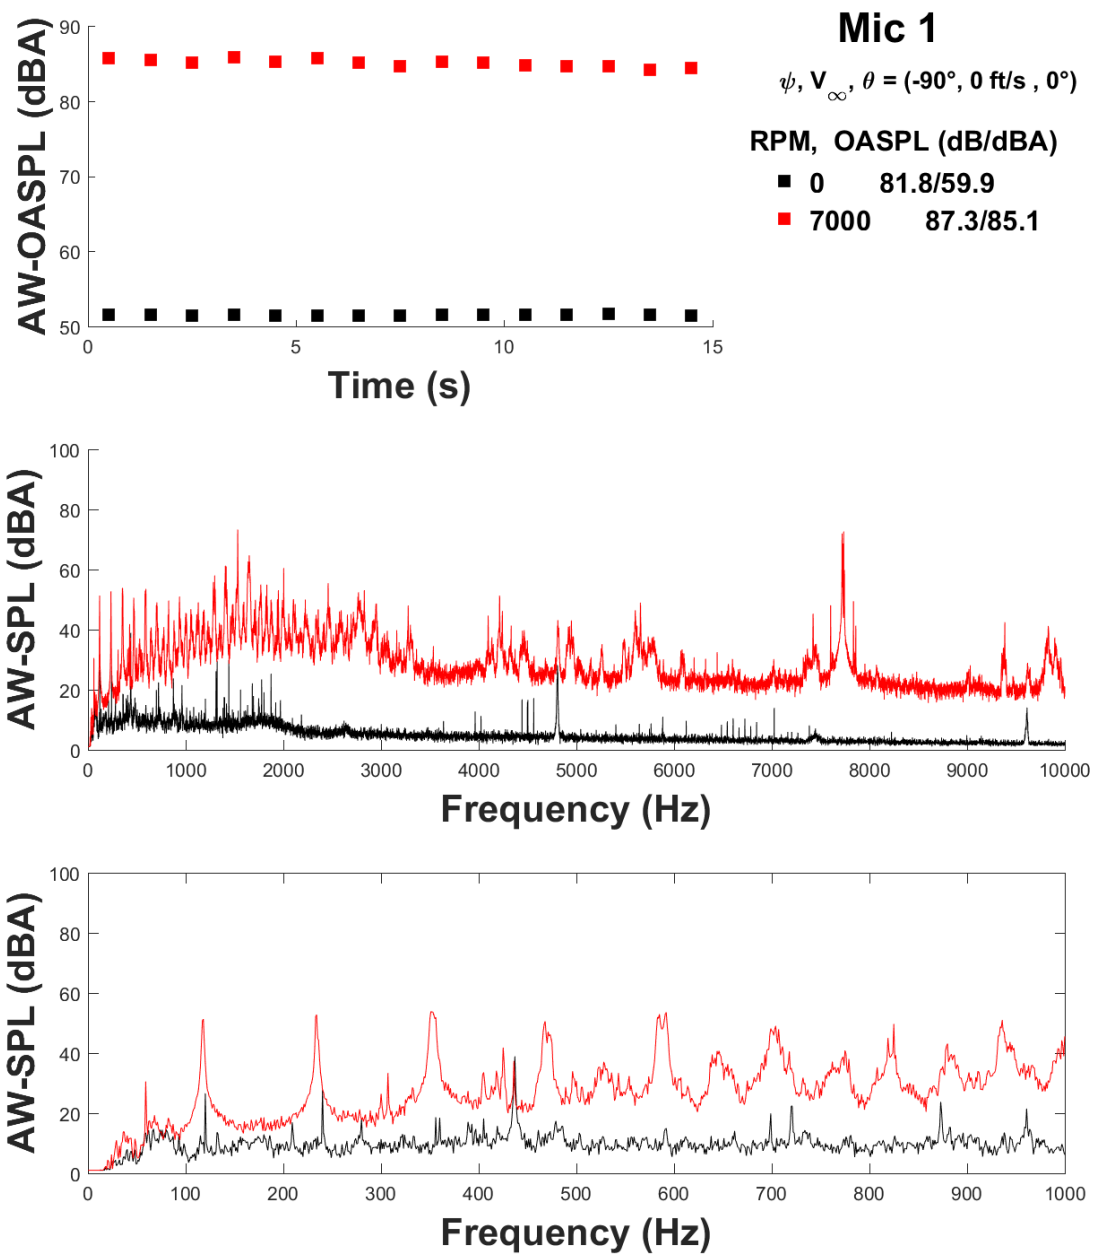 Mic 1
ψ, V∞, θ = (-90°, 0 ft/s , 0°)
RPM, OASPL (dB/dBA)
0 81.8/59.9
7000 87.3/85.1
AW-OASPL (dBA)
90
80
70
60
50
0 5 10 15
Time (s)
AW-SPL (dBA)
100
80
60
40
20
0
0 1000 2000 3000 4000 5000 6000 7000 8000 9000 10000
Frequency (Hz)
AW-SPL (dBA)
100
80
60
40
20
0
0 100 200 300 400 500 600 700 800 900 1000
Frequency (Hz)